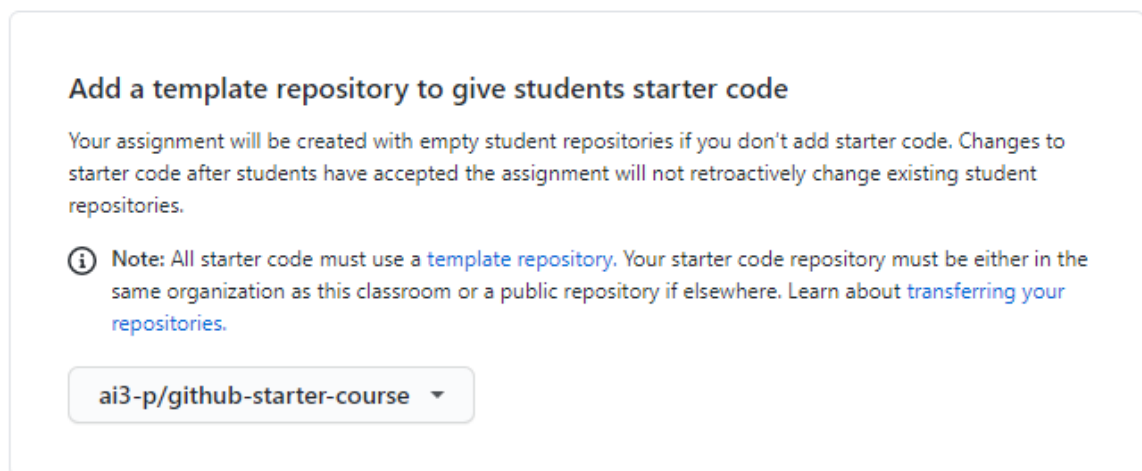 Add a template repository to give students starter code
Your assignment will be created with empty student repositories if you don't add starter code. Changes to
starter code after students have accepted the assignment will not retroactively change existing student
repositories.
Note: All starter code must use a template repository. Your starter code repository must be either in the
same organization as this classroom or a public repository if elsewhere. Learn about transferring your
repositories.
ai3-p/github-starter-course